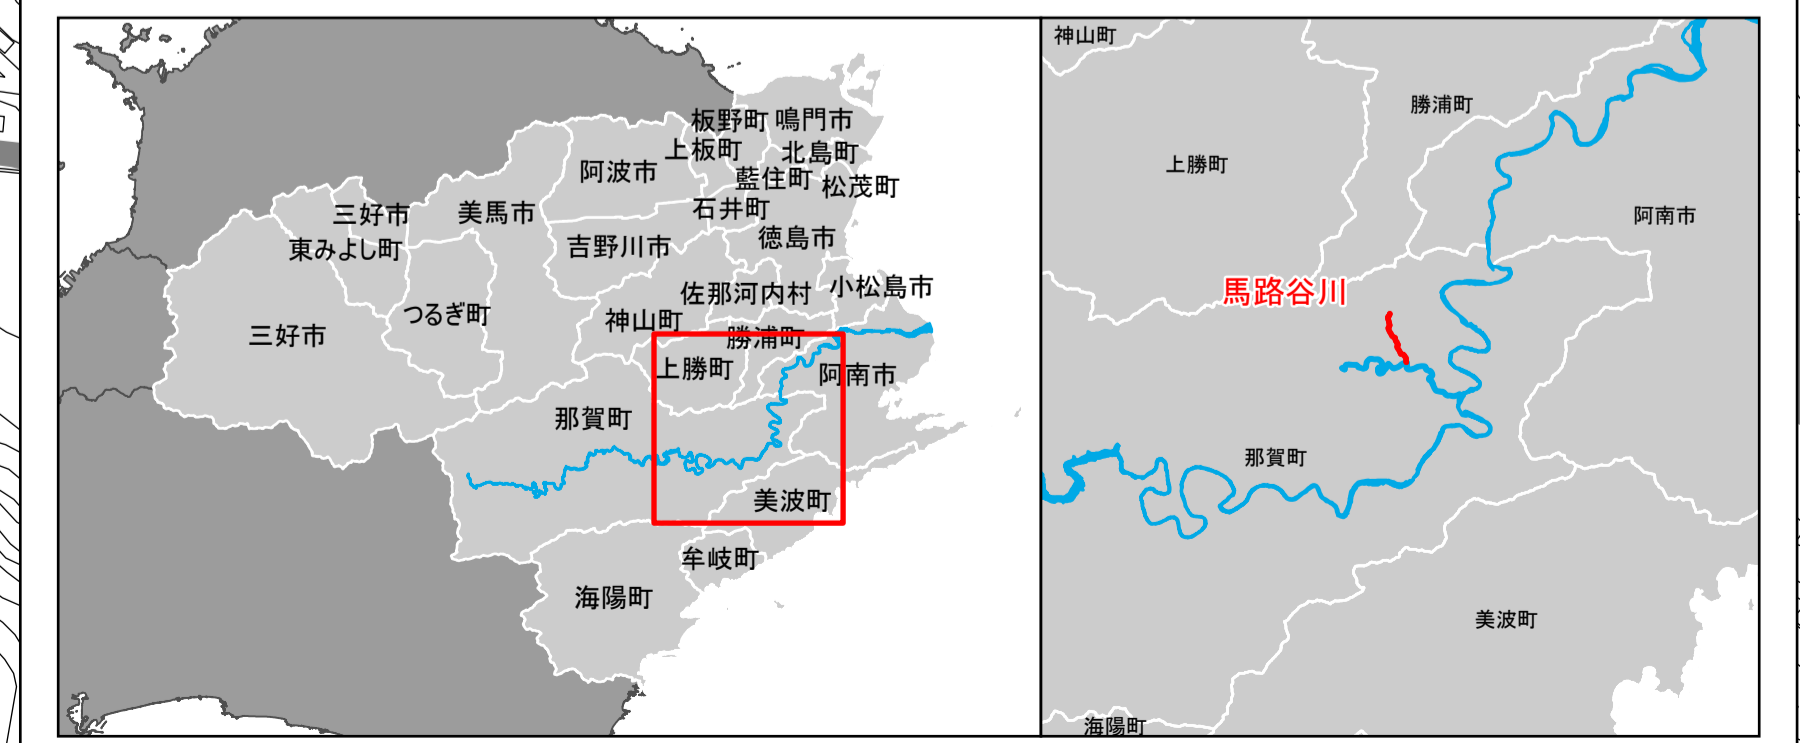 板野町
鳴門市
上板町
北島町
阿波市
藍住町
松茂町
三好市
美馬市
石井町
東みよし町
吉野川市
徳島市
佐那河内村
小松島市
つるぎ町
神山町
三好市
勝浦町
上勝町
阿南市
那賀町
美波町
牟岐町
海陽町
神山町
勝浦町
上勝町
阿南市
馬路谷川
那賀町
美波町
海陽町